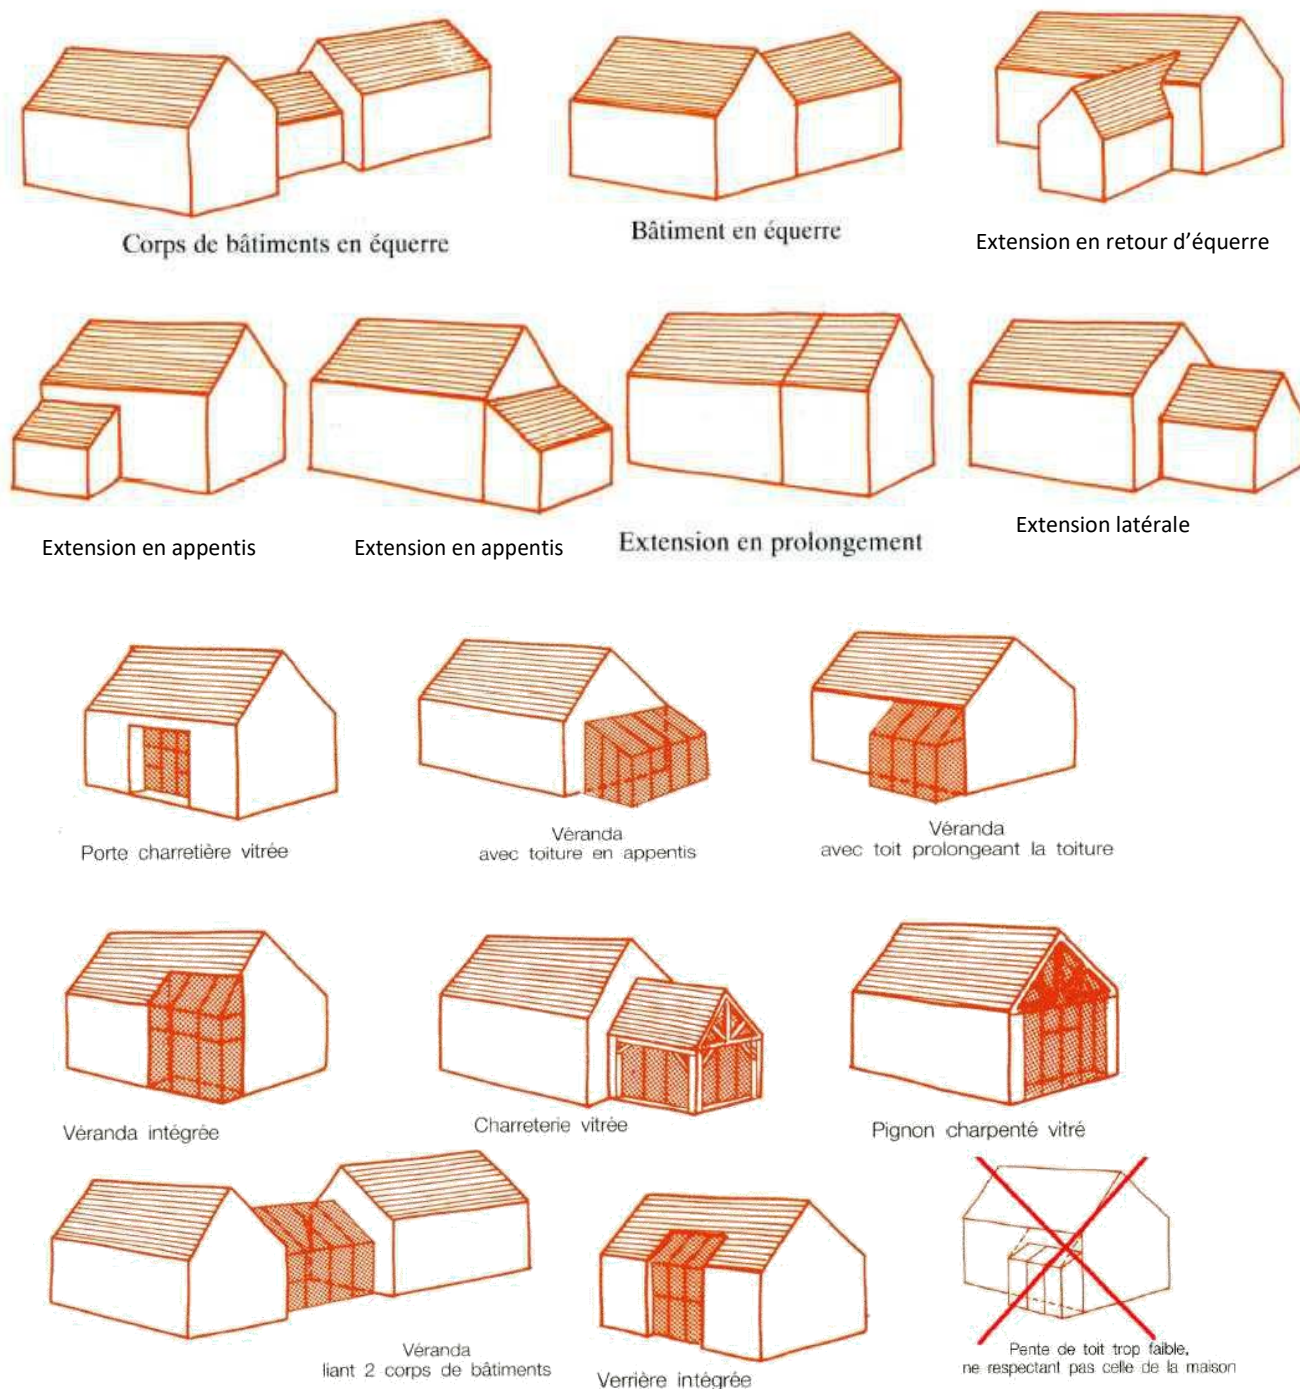 Corps de bâtiments en équerre
Bâtiment en équerre
Extension en retour d'équerre
Extension en appentis
Extension en appentis
Extension en prolongement
Extension latérale
Porte charretière vitrée
Véranda
avec toiture en appentis
Véranda
avec toit prolongeant la toiture
Véranda intégrée
Charreterie vitrée
Pignon charpenté vitré
Véranda
liant 2 corps de bâtiments
Verrière intégrée
Pente de toit trop faible,
ne respectant pas celle de la maison